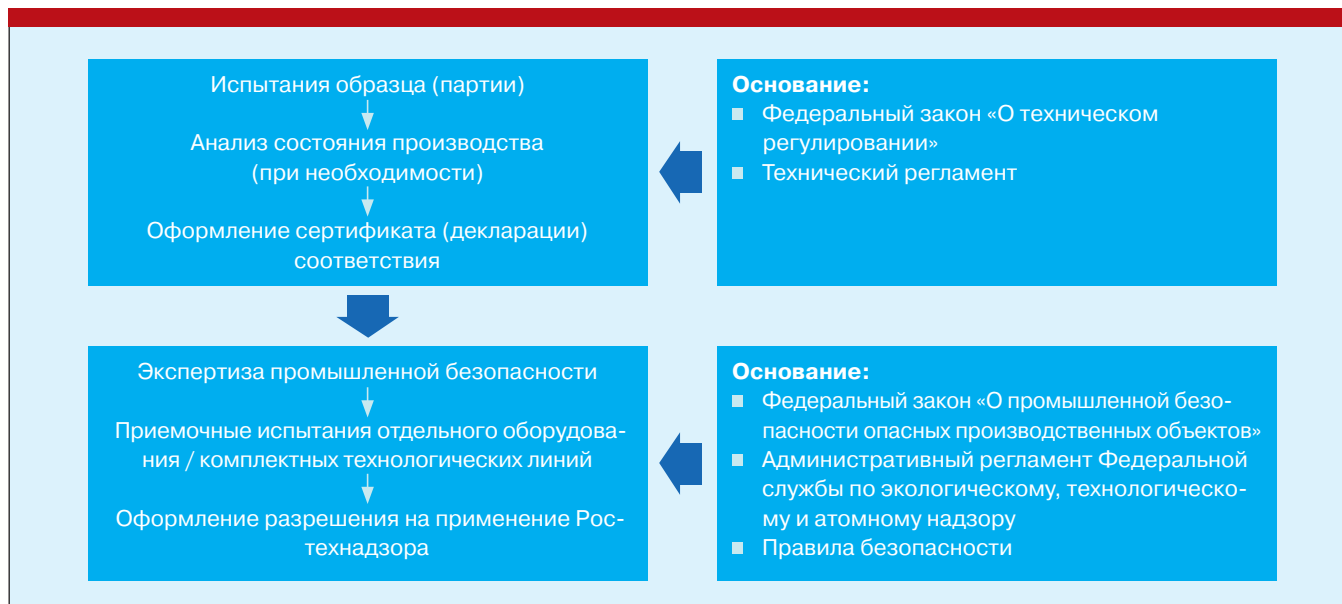 Испытания образца (партии)
Анализ состояния производства
(при необходимости)
Оформление сертификата (декларации)
соответствия
Основание:
Федеральный закон «О техническом
регулировании»
Технический регламент
Экспертиза промышленной безопасности
Приемочные испытания отдельного оборудова-
ния / комплектных технологических линий
Оформление разрешения на применение Рос-
технадзора
Основание:
Федеральный закон «О промышленной безо-
пасности опасных производственных объектов»
Административный регламент Федеральной
службы по экологическому, технологическо-
му и атомному надзору
Правила безопасности